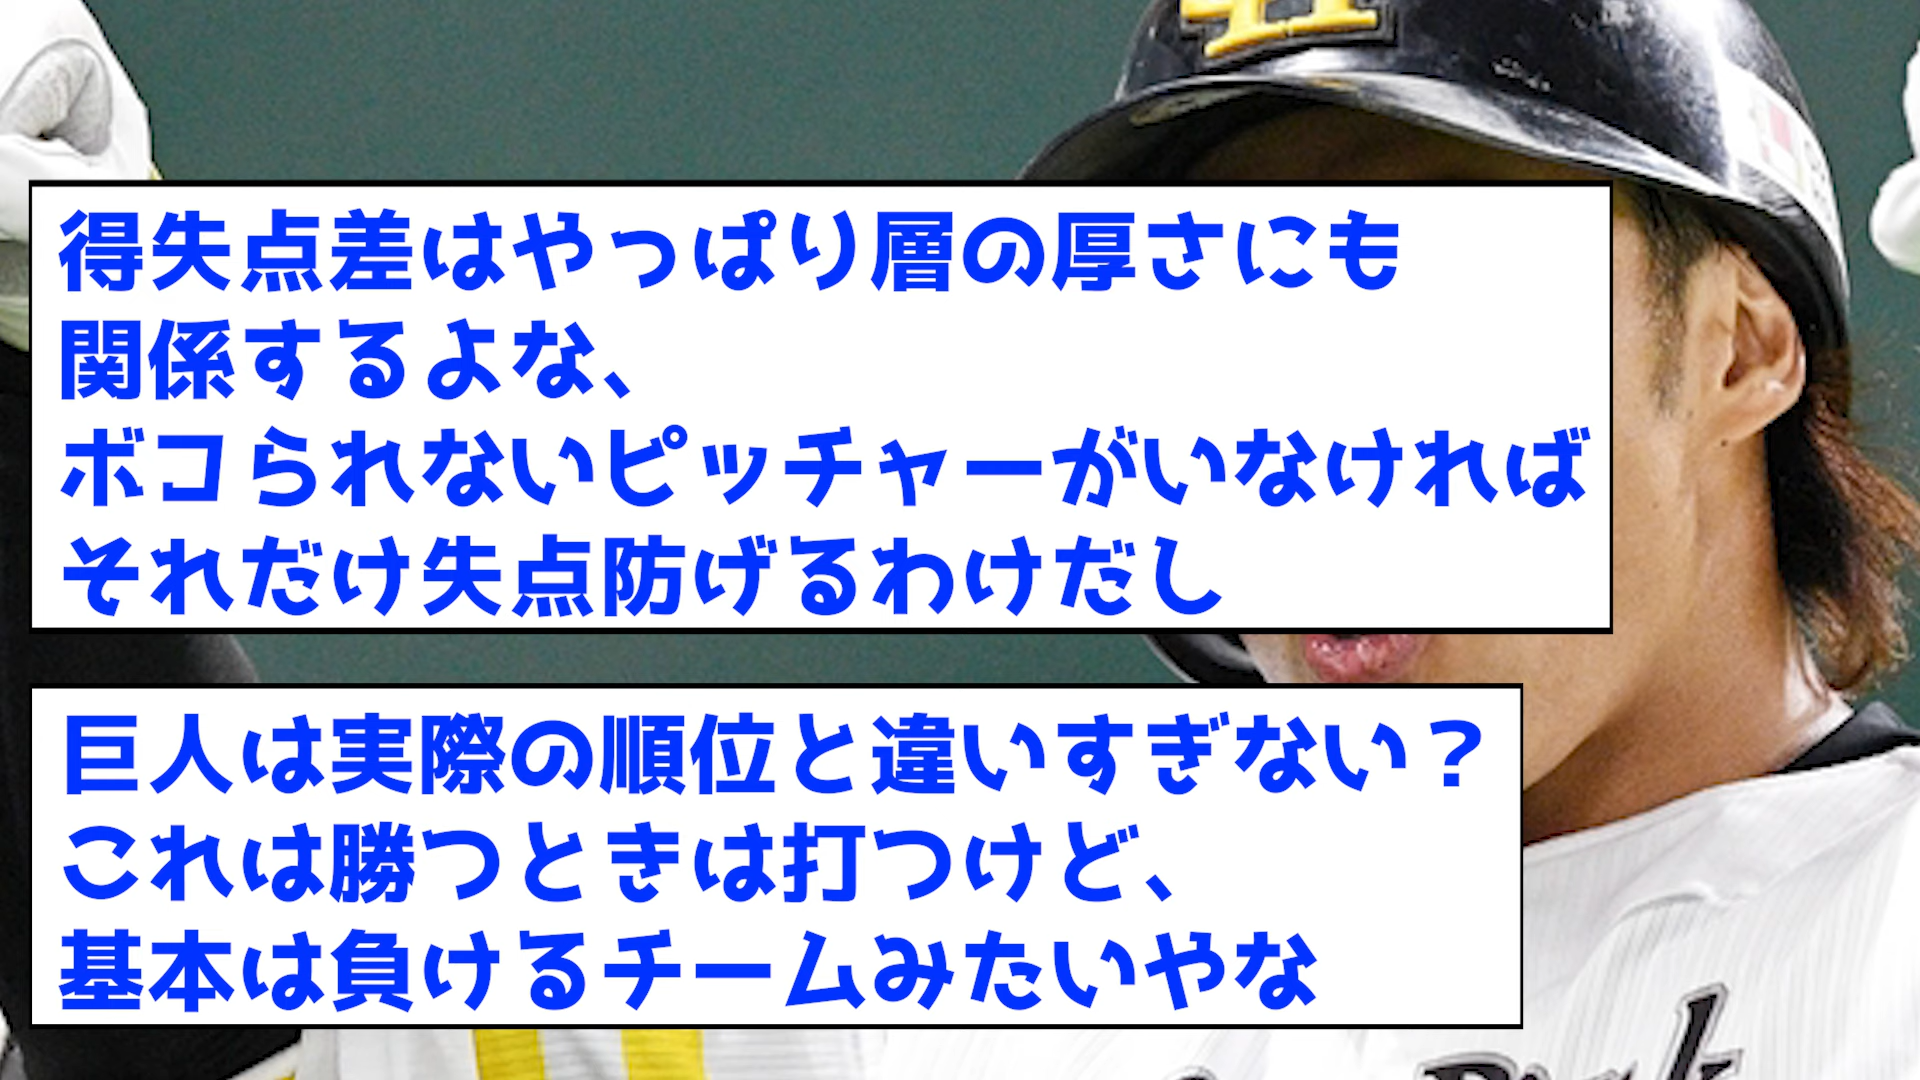 得失点差はやっぱり層の厚さにも
関係するよな、
ボコられないピッチャーがいなければ
それだけ失点防げるわけだし
巨人は実際の順位と違いすぎない？
これは勝つときは打つけど、
基本は負けるチームみたいやな